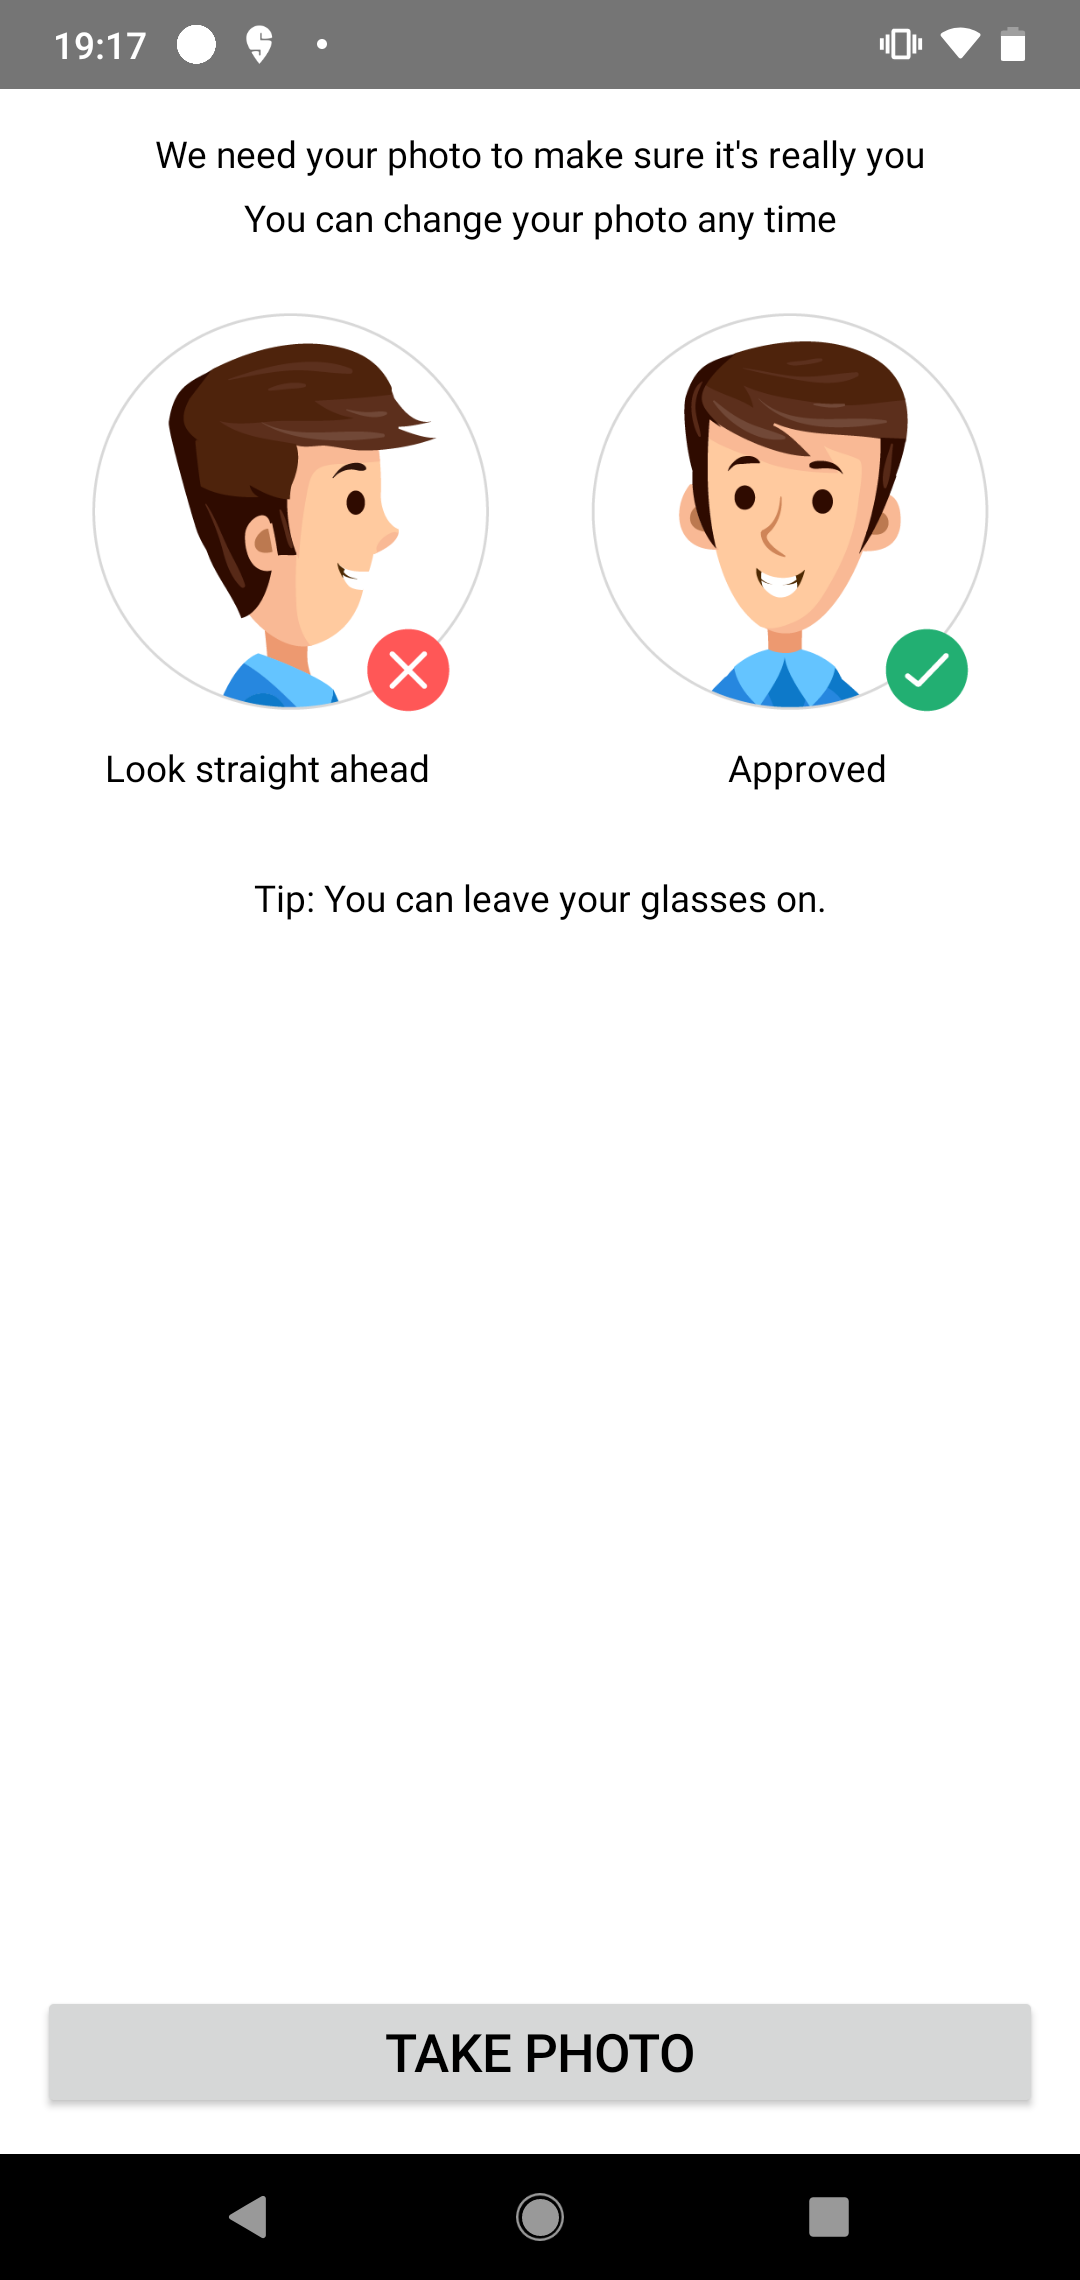 19:17
We need your photo to make sure it's really you
You can change your photo any time
Look straight ahead
Approved
Tip: You can leave your glasses on.
TAKE PHOTO